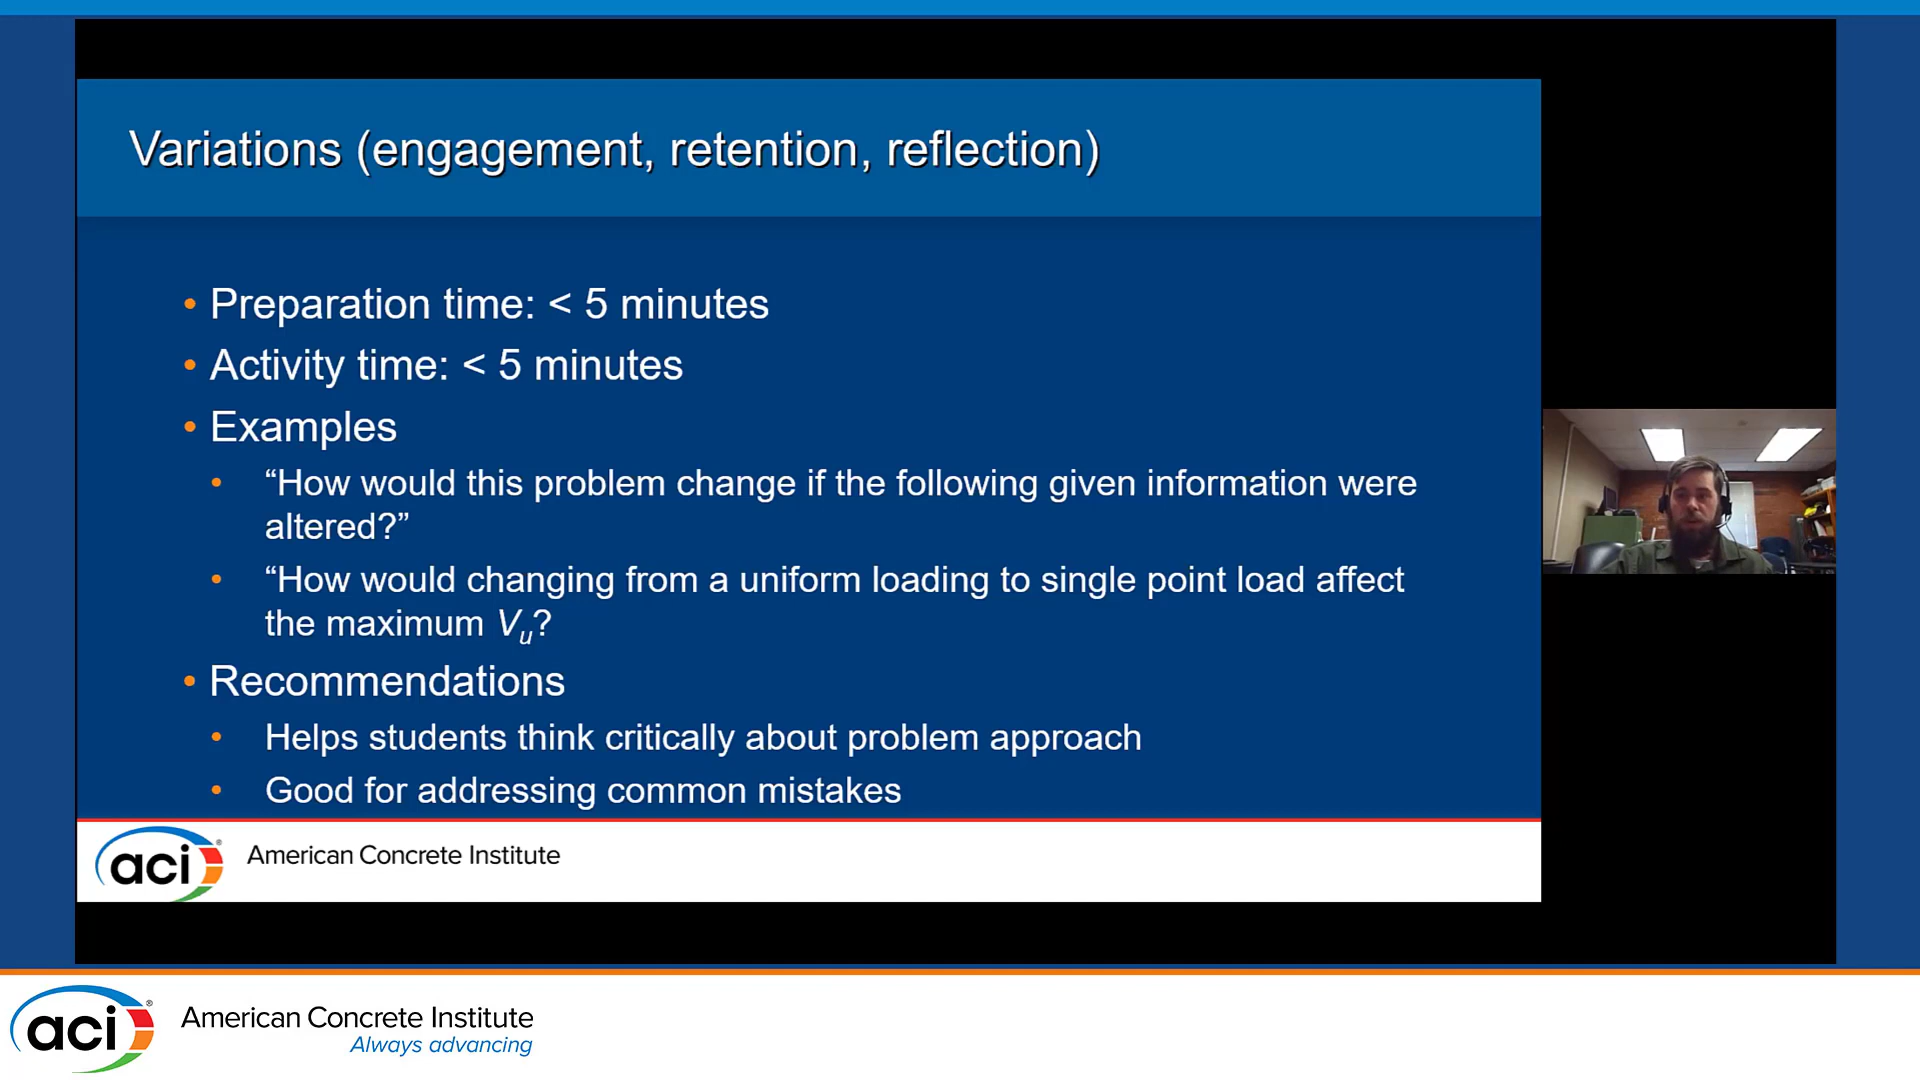 Variations (engagement, retention, reflection)
• Preparation time: < 5 minutes
• Activity time: < 5 minutes
• Examples
• “How would this problem change if the following given information were
altered?”
• “How would changing from a uniform loading to single point load affect
the maximum Vu?
• Recommendations
• Helps students think critically about problem approach
• Good for addressing common mistakes
aci® American Concrete Institute
aci® American Concrete Institute
Always advancing